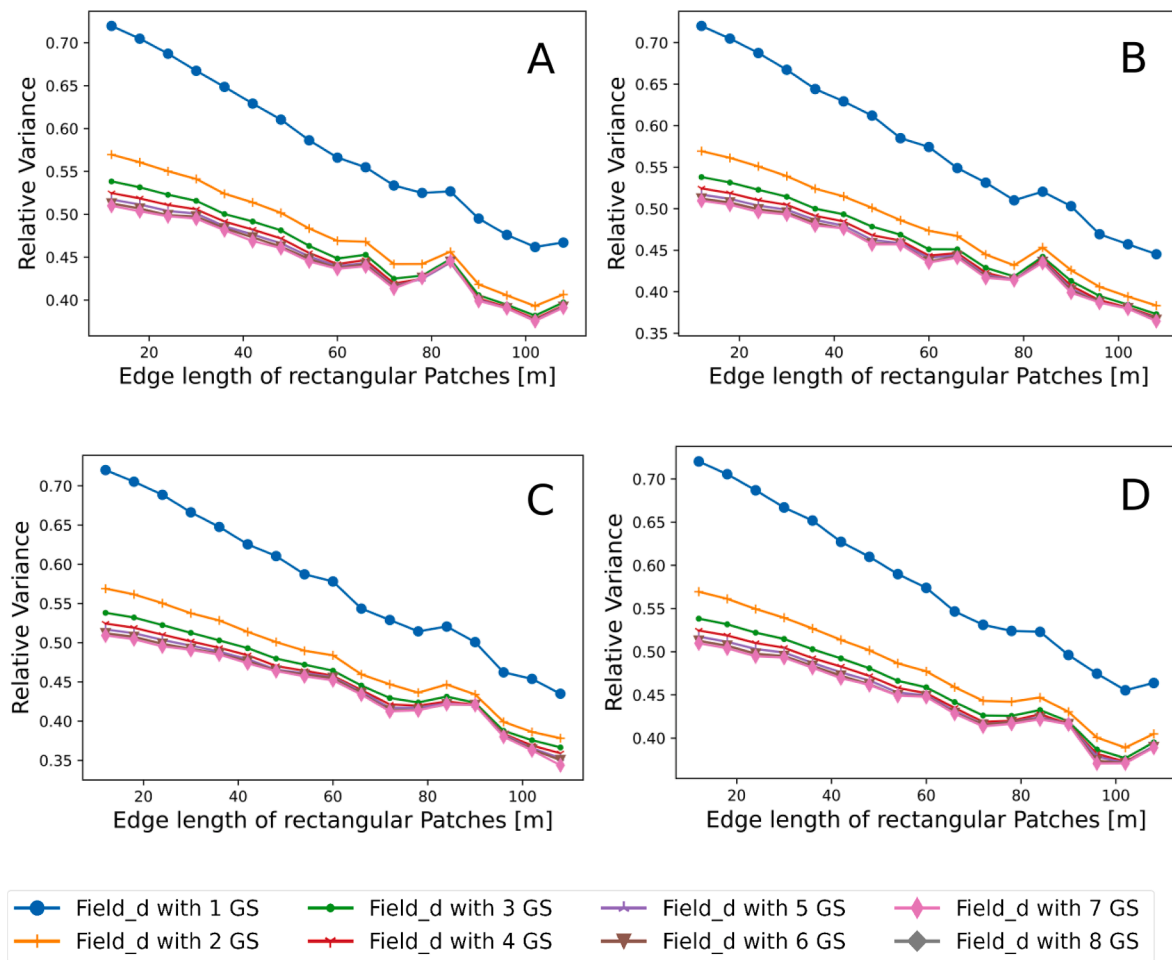 A
0.70
0.65
0.60
0.55
0.50
0.45
0.40
Relative Variance
20 40 60 80 100
Edge length of rectangular Patches [m]
B
0.70
0.65
0.60
0.55
0.50
0.45
0.40
0.35
Relative Variance
20 40 60 80 100
Edge length of rectangular Patches [m]
C
0.70
0.65
0.60
0.55
0.50
0.45
0.40
0.35
Relative Variance
20 40 60 80 100
Edge length of rectangular Patches [m]
D
0.70
0.65
0.60
0.55
0.50
0.45
0.40
Relative Variance
20 40 60 80 100
Edge length of rectangular Patches [m]
Field_d with 1 GS Field_d with 3 GS Field_d with 5 GS Field_d with 7 GS
Field_d with 2 GS Field_d with 4 GS Field_d with 6 GS Field_d with 8 GS